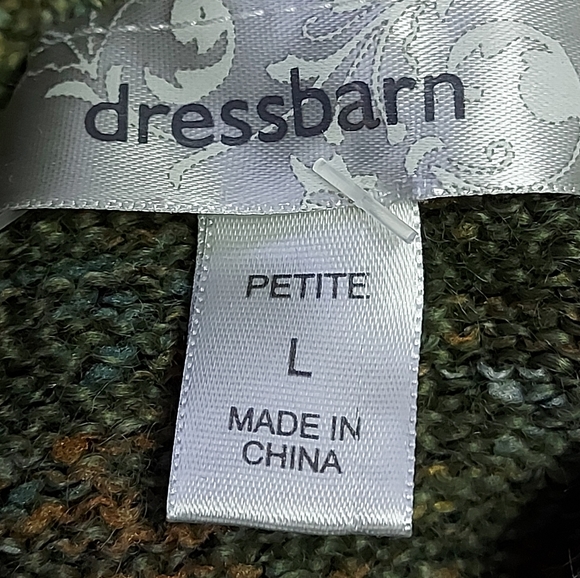 dressbarn
PETITE
L
MADE IN
CHINA